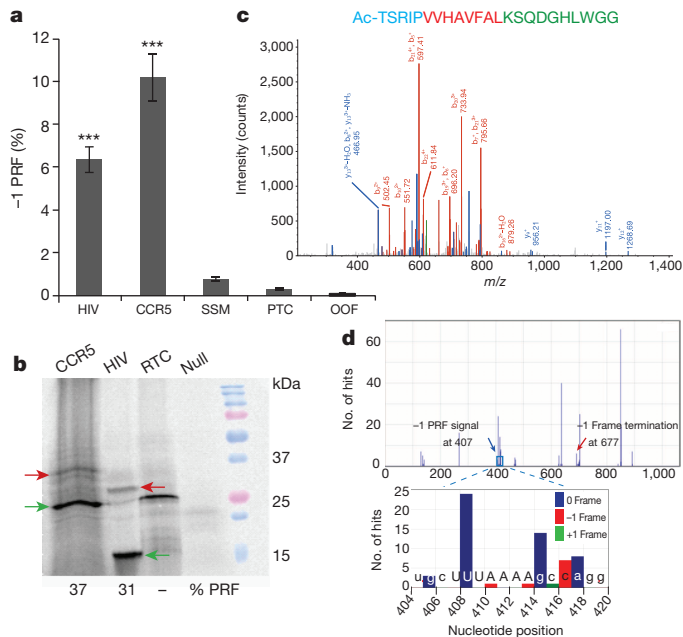 a
−1 PRF (%)
12
10
8
6
4
2
0
***
***
HIV
CCR5
SSM
PTC
OOF
b
CCR5
HIV
RTC
Null
kDa
37
25
15
37
31
–
% PRF
c
Ac-TSRIPVVHAVFALKSQDGHLWGG
Intensity (counts)
3,000
2,500
2,000
1,500
1,000
500
0
466.95
502.45
551.72
597.41
611.84
696.20
733.94
795.66
879.26
956.21
1197.00
1268.69
400
600
800
1,000
1,200
1,400
m/z
d
No. of hits
60
40
20
0
−1 PRF signal
at 407
−1 Frame termination
at 677
0
200
400
600
800
1,000
No. of hits
25
20
15
10
5
0
0 Frame
−1 Frame
+1 Frame
ugcUUUAAAAgccagg
404
406
408
410
412
414
416
418
420
Nucleotide position